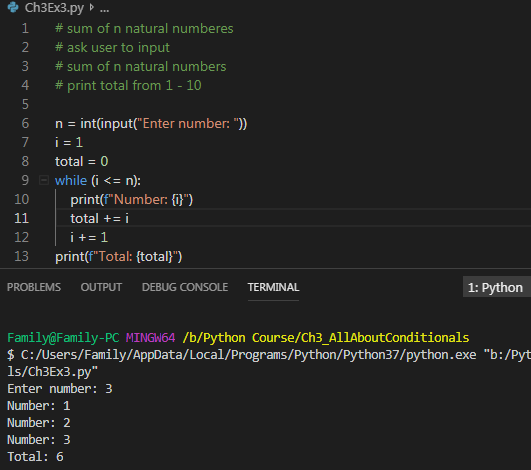 Ch3Ex3.py > ...
1 # sum of n natural numberes
2 # ask user to input
3 # sum of n natural numbers
4 # print total from 1 - 10
5
6 n = int(input("Enter number: "))
7 i = 1
8 total = 0
9 while (i <= n):
10 print(f"Number: {i}")
11 total += i
12 i += 1
13 print(f"Total: {total}")
PROBLEMS OUTPUT DEBUG CONSOLE TERMINAL 1: Python
Family@Family-PC MINGW64 /b/Python Course/Ch3_AllAboutConditionals
$ C:/Users/Family/AppData/Local/Programs/Python/Python37/python.exe "b:/Pyt
ls/Ch3Ex3.py"
Enter number: 3
Number: 1
Number: 2
Number: 3
Total: 6